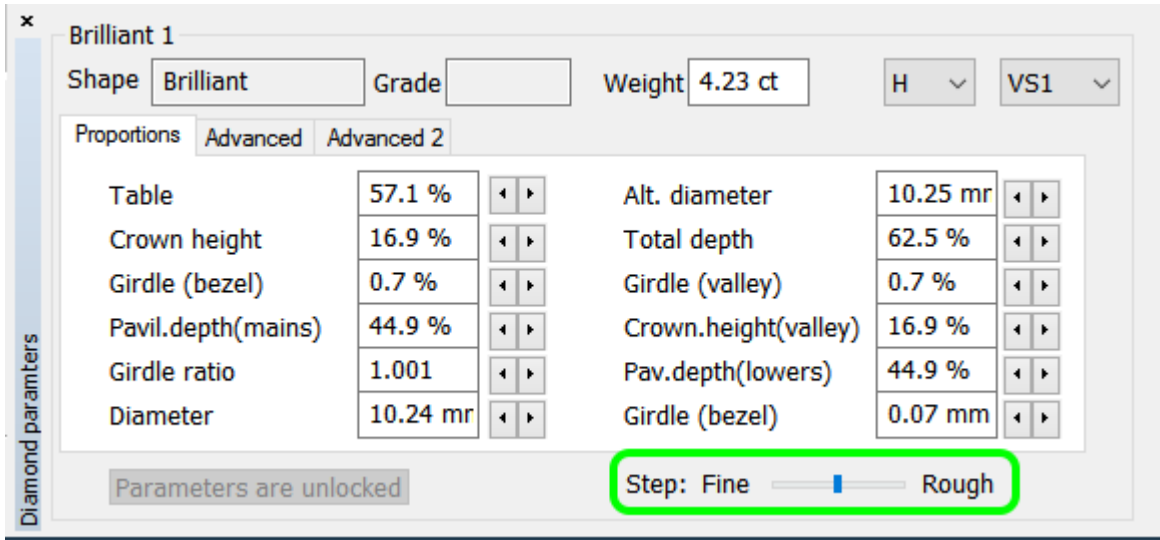 Brilliant 1
Shape Brilliant Grade Weight 4.23 ct H VS1
Proportions Advanced Advanced 2
Table 57.1 % Alt. diameter 10.25 mr
Crown height 16.9 % Total depth 62.5 %
Girdle (bezel) 0.7 % Girdle (valley) 0.7 %
Pavil.depth(mains) 44.9 % Crown.height(valley) 16.9 %
Girdle ratio 1.001 Pav.depth(lowers) 44.9 %
Diameter 10.24 mr Girdle (bezel) 0.07 mm
Parameters are unlocked Step: Fine Rough
Diamond paramters